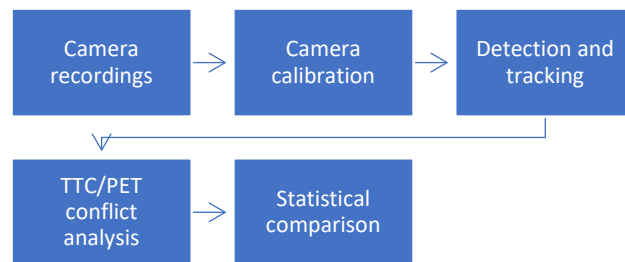 Camera
recordings
Camera
calibration
Detection and
tracking
TTC/PET
conflict
analysis
Statistical
comparison